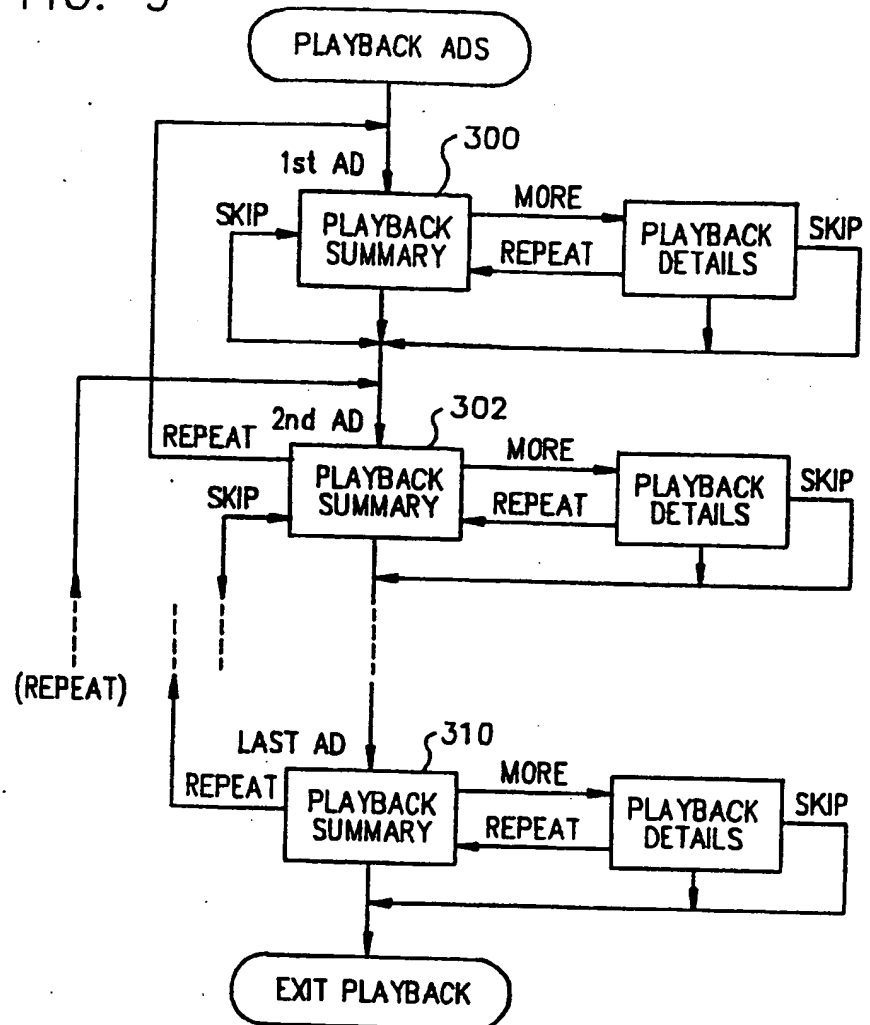 PLAYBACK ADS
1st AD
300
SKIP
PLAYBACK
SUMMARY
MORE
REPEAT
PLAYBACK
DETAILS
SKIP
2nd AD
302
REPEAT
SKIP
PLAYBACK
SUMMARY
MORE
REPEAT
PLAYBACK
DETAILS
SKIP
(REPEAT)
LAST AD
310
REPEAT
PLAYBACK
SUMMARY
MORE
REPEAT
PLAYBACK
DETAILS
SKIP
EXIT PLAYBACK